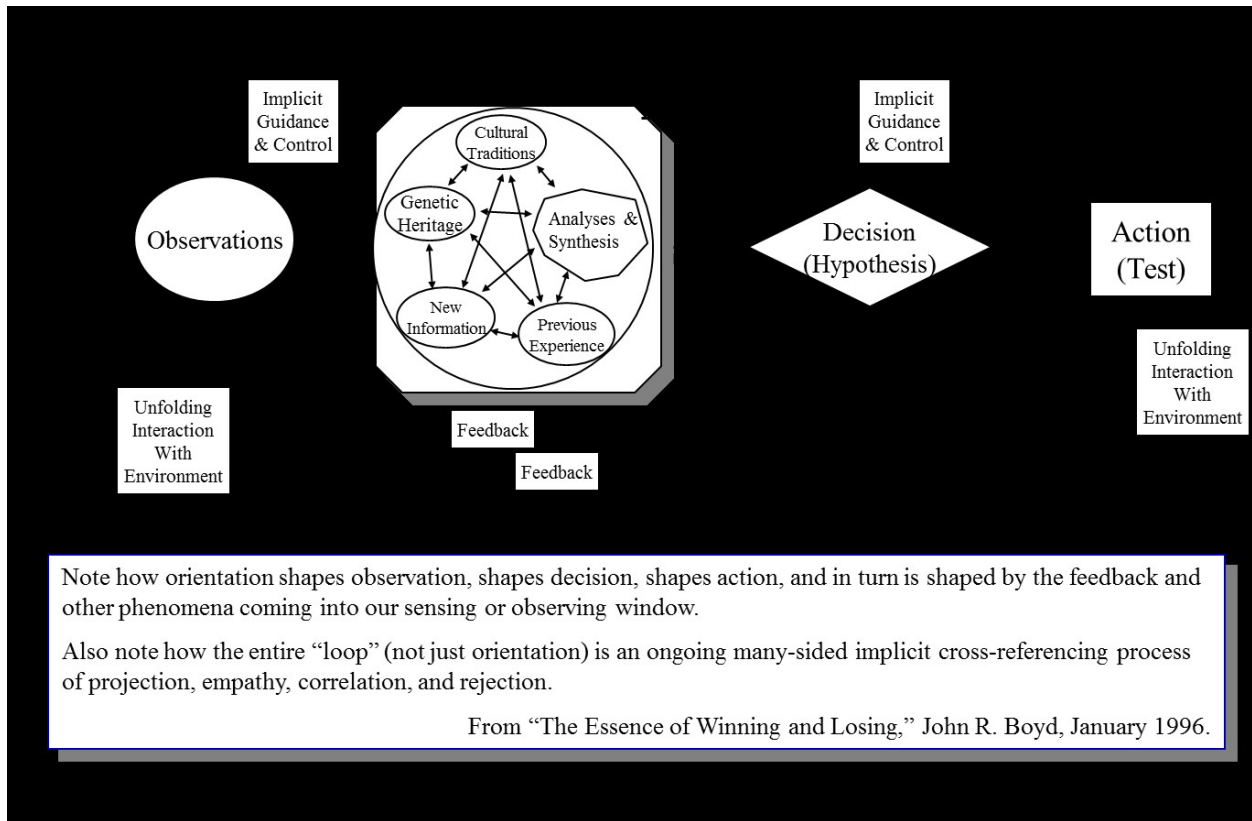 Implicit
Guidance
& Control
Implicit
Guidance
& Control
Cultural
Traditions
Genetic
Heritage
Analyses &
Synthesis
New
Information
Previous
Experience
Observations
Decision
(Hypothesis)
Action
(Test)
Unfolding
Interaction
With
Environment
Unfolding
Interaction
With
Environment
Feedback
Feedback
Note how orientation shapes observation, shapes decision, shapes action, and in turn is shaped by the feedback and
other phenomena coming into our sensing or observing window.
Also note how the entire “loop” (not just orientation) is an ongoing many-sided implicit cross-referencing process
of projection, empathy, correlation, and rejection.
From “The Essence of Winning and Losing,” John R. Boyd, January 1996.